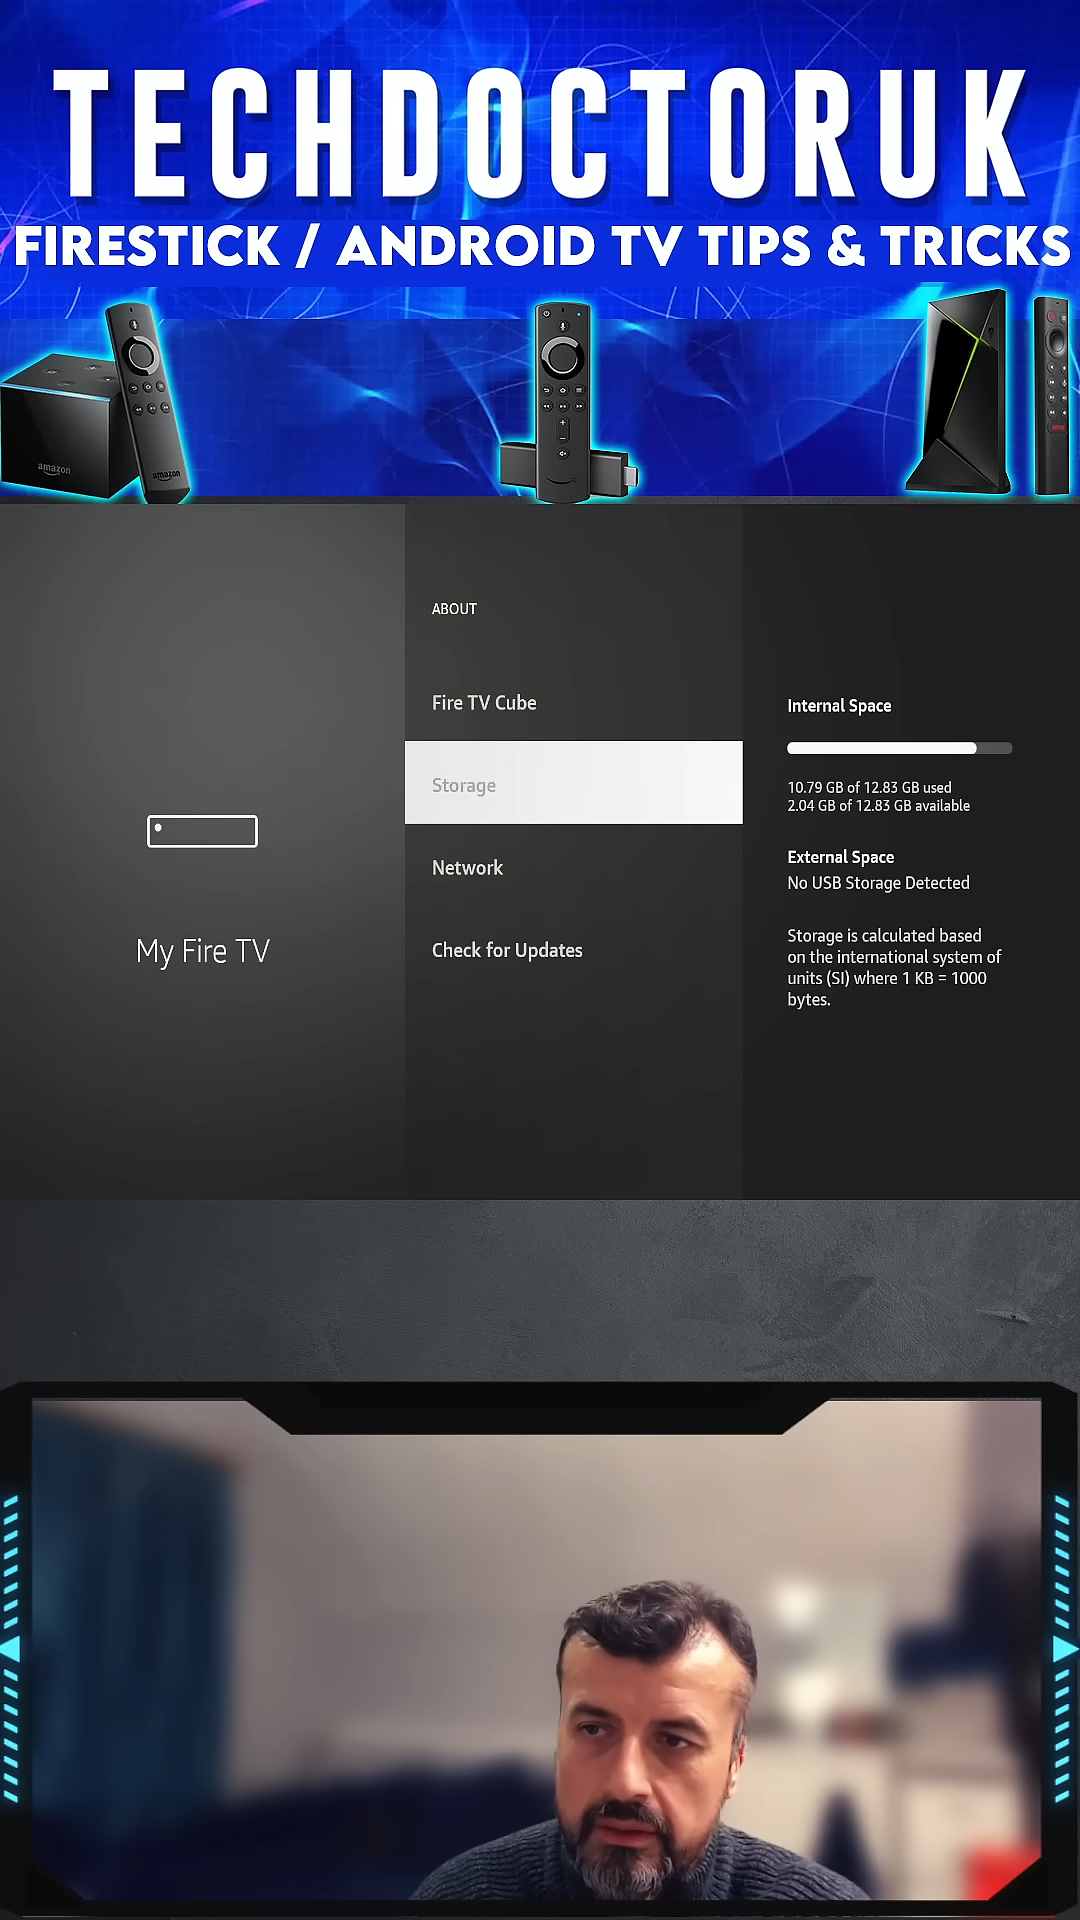 TECHDOCTORUK
FIRESTICK / ANDROID TV TIPS & TRICKS
amazon
amazon
ABOUT
Fire TV Cube
Storage
Network
Check for Updates
My Fire TV
Internal Space
10.79 GB of 12.83 GB used
2.04 GB of 12.83 GB available
External Space
No USB Storage Detected
Storage is calculated based
on the international system of
units (SI) where 1 KB = 1000
bytes.